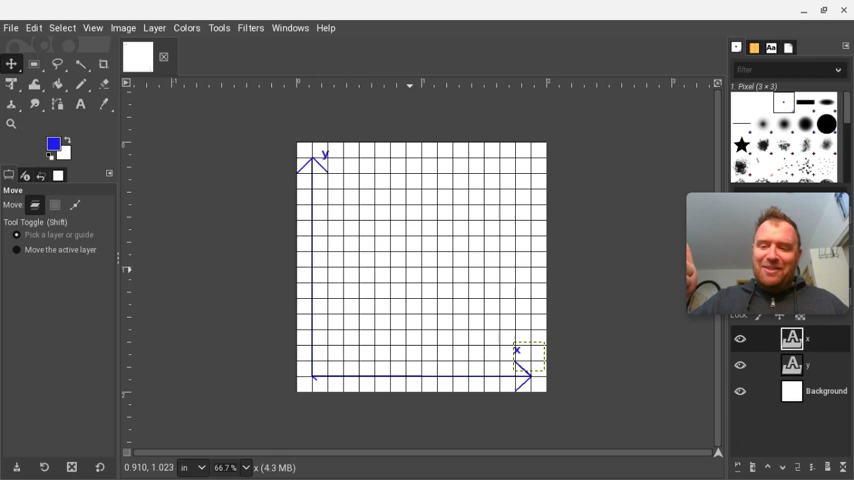 File Edit Select View Image Layer Colors Tools Filters Windows Help
filter
1. Pixel (3 × 3)
Move
Move:
Tool Toggle (Shift)
Pick a layer or guide
Move the active layer
y
x
Lock:
x
y
Background
0.910, 1.023 in 66.7 % x (4.3 MB)